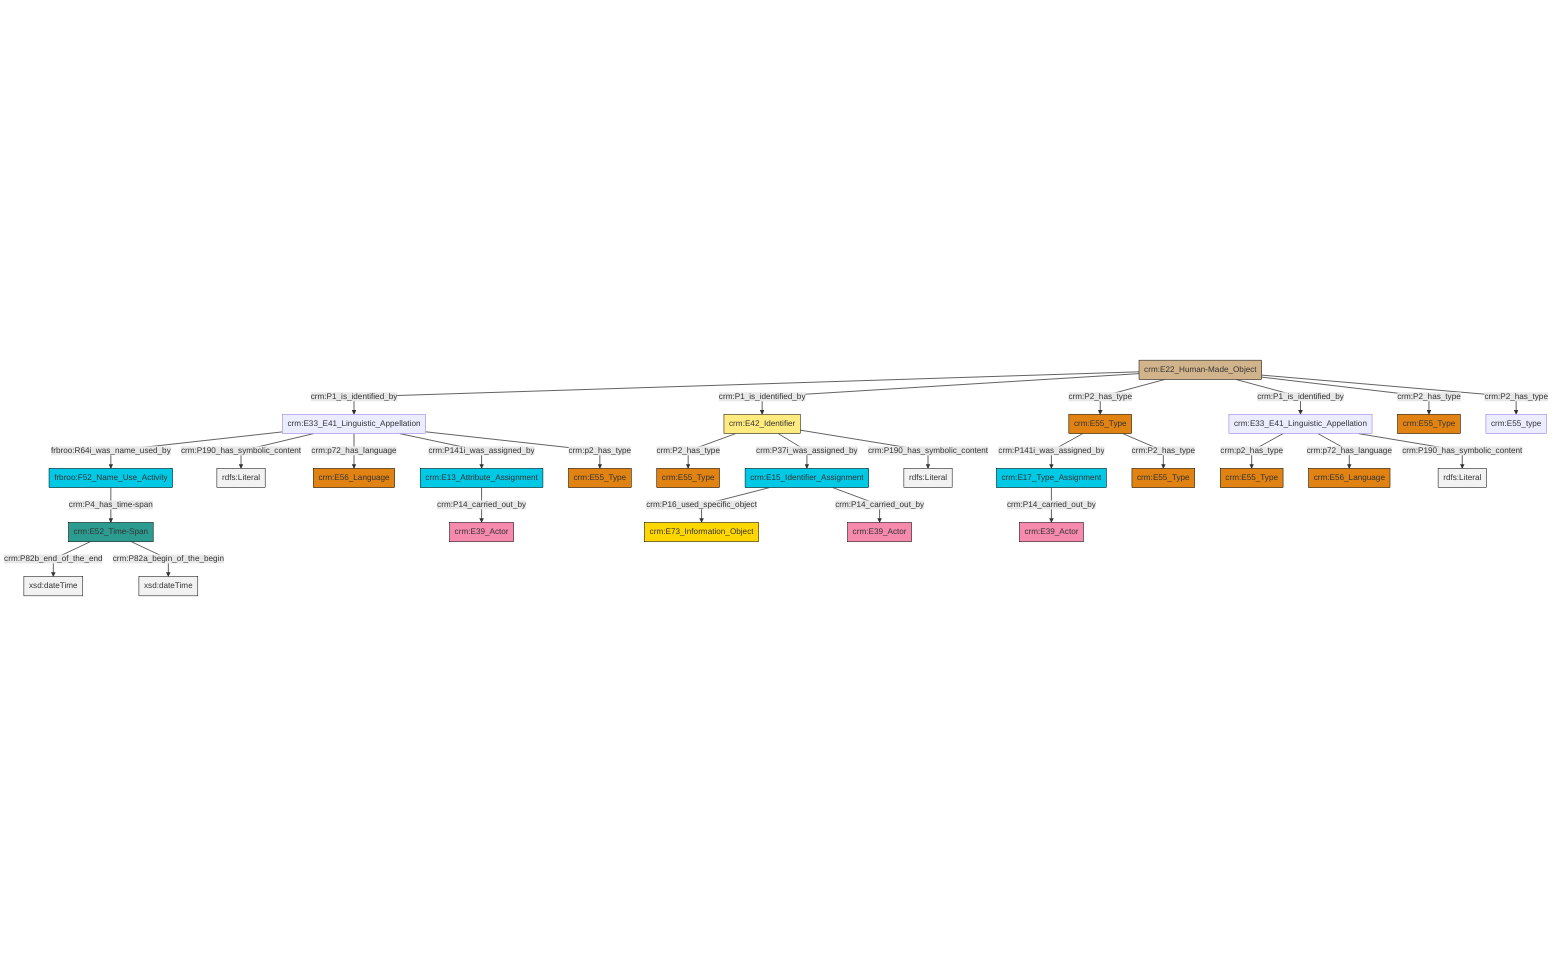 crm:E22_Human-Made_Object
crm:P1_is_identified_by
crm:P1_is_identified_by
crm:P2_has_type
crm:P1_is_identified_by
crm:P2_has_type
crm:P2_has_type
crm:E33_E41_Linguistic_Appellation
crm:E42_Identifier
crm:E55_Type
crm:E33_E41_Linguistic_Appellation
crm:E55_Type
crm:E55_type
frbroo:R64i_was_name_used_by
crm:P190_has_symbolic_content
crm:p72_has_language
crm:P141i_was_assigned_by
crm:p2_has_type
crm:P2_has_type
crm:P37i_was_assigned_by
crm:P190_has_symbolic_content
crm:P141i_was_assigned_by
crm:P2_has_type
crm:p2_has_type
crm:p72_has_language
crm:P190_has_symbolic_content
frbroo:F52_Name_Use_Activity
rdfs:Literal
crm:E56_Language
crm:E13_Attribute_Assignment
crm:E55_Type
crm:E55_Type
crm:E15_Identifier_Assignment
rdfs:Literal
crm:E17_Type_Assignment
crm:E55_Type
crm:E55_Type
crm:E56_Language
rdfs:Literal
crm:P4_has_time-span
crm:P14_carried_out_by
crm:P16_used_specific_object
crm:P14_carried_out_by
crm:P14_carried_out_by
crm:E52_Time-Span
crm:E39_Actor
crm:E73_Information_Object
crm:E39_Actor
crm:E39_Actor
crm:P82b_end_of_the_end
crm:P82a_begin_of_the_begin
xsd:dateTime
xsd:dateTime